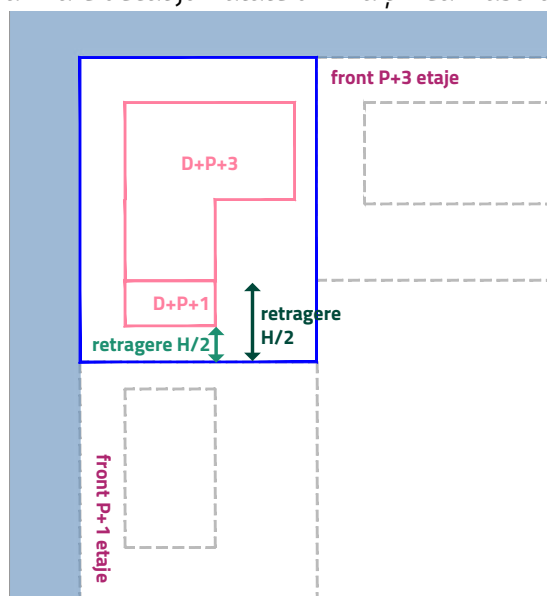 front P+3 etaje
D+P+3
D+P+1
retragere
H/2
retragere H/2
front P+1 etaje